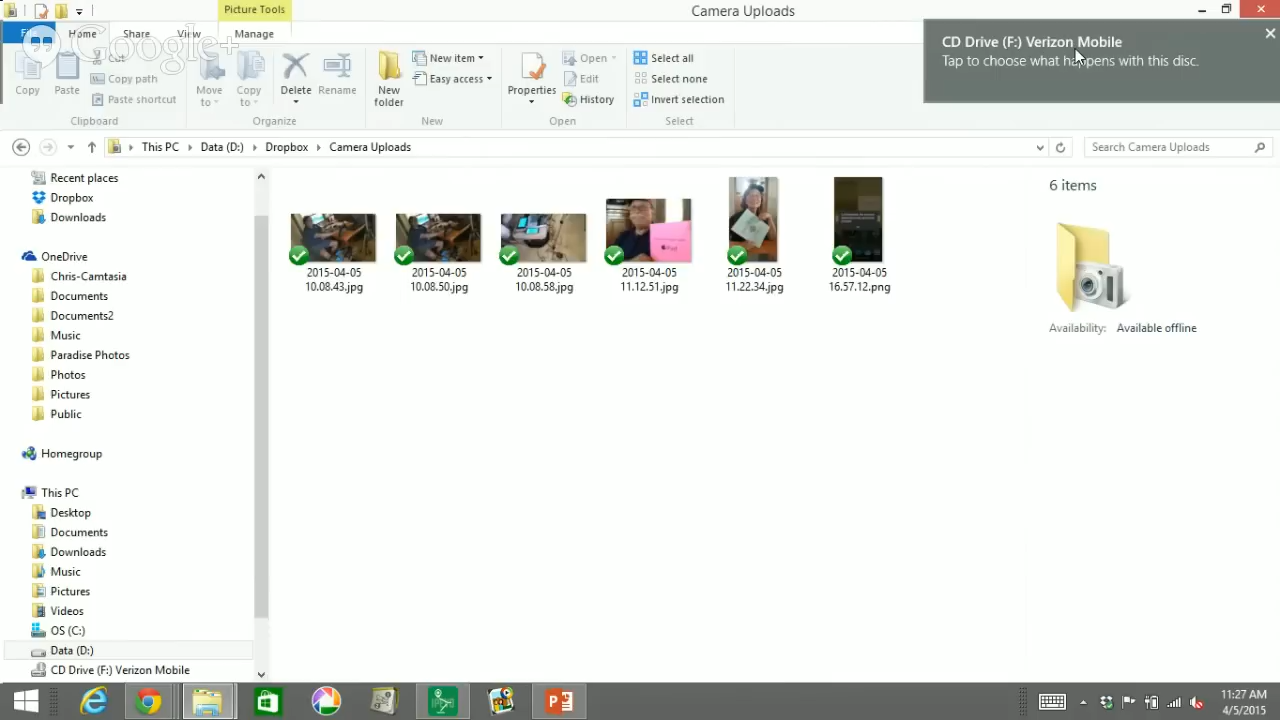 Picture Tools
Camera Uploads
File
Home
Share
View
Manage
Google+
Copy
Paste
Cut
Copy path
Paste shortcut
Clipboard
Move
to
Copy
to
Delete
Rename
Organize
New
folder
New item
Easy access
New
Properties
Open
Edit
History
Open
Select all
Select none
Invert selection
Select
CD Drive (F:) Verizon Mobile
Tap to choose what happens with this disc.
This PC
Data (D:)
Dropbox
Camera Uploads
Search Camera Uploads
Recent places
Dropbox
Downloads
OneDrive
Chris-Camtasia
Documents
Documents2
Music
Paradise Photos
Photos
Pictures
Public
Homegroup
This PC
Desktop
Documents
Downloads
Music
Pictures
Videos
OS (C:)
Data (D:)
CD Drive (F:) Verizon Mobile
2015-04-05
10.08.43.jpg
2015-04-05
10.08.50.jpg
2015-04-05
10.08.58.jpg
2015-04-05
11.12.51.jpg
2015-04-05
11.22.34.jpg
2015-04-05
16.57.12.png
6 items
Availability: Available offline
11:27 AM
4/5/2015